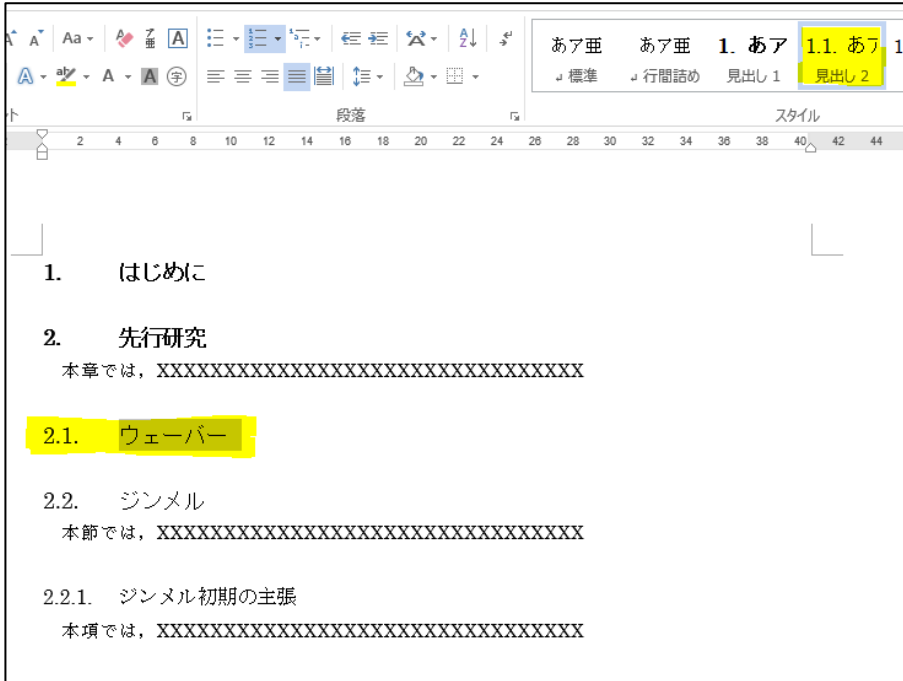 Aa
A
ab
A
A
字
A
Z
あア亜
あア亜
1. あア
1.1. あア
標準
行間詰め
見出し 1
見出し 2
段落
スタイル
2 4 6 8 10 12 14 16 18 20 22 24 26 28 30 32 34 36 38 40 42 44
1. はじめに
2. 先行研究
本章では，XXXXXXXXXXXXXXXXXXXXXXXXXXXXXXXX
2.1. ウェーバー
2.2. ジンメル
本節では，XXXXXXXXXXXXXXXXXXXXXXXXXXXXXXXX
2.2.1. ジンメル初期の主張
本項では，XXXXXXXXXXXXXXXXXXXXXXXXXXXXXXXX